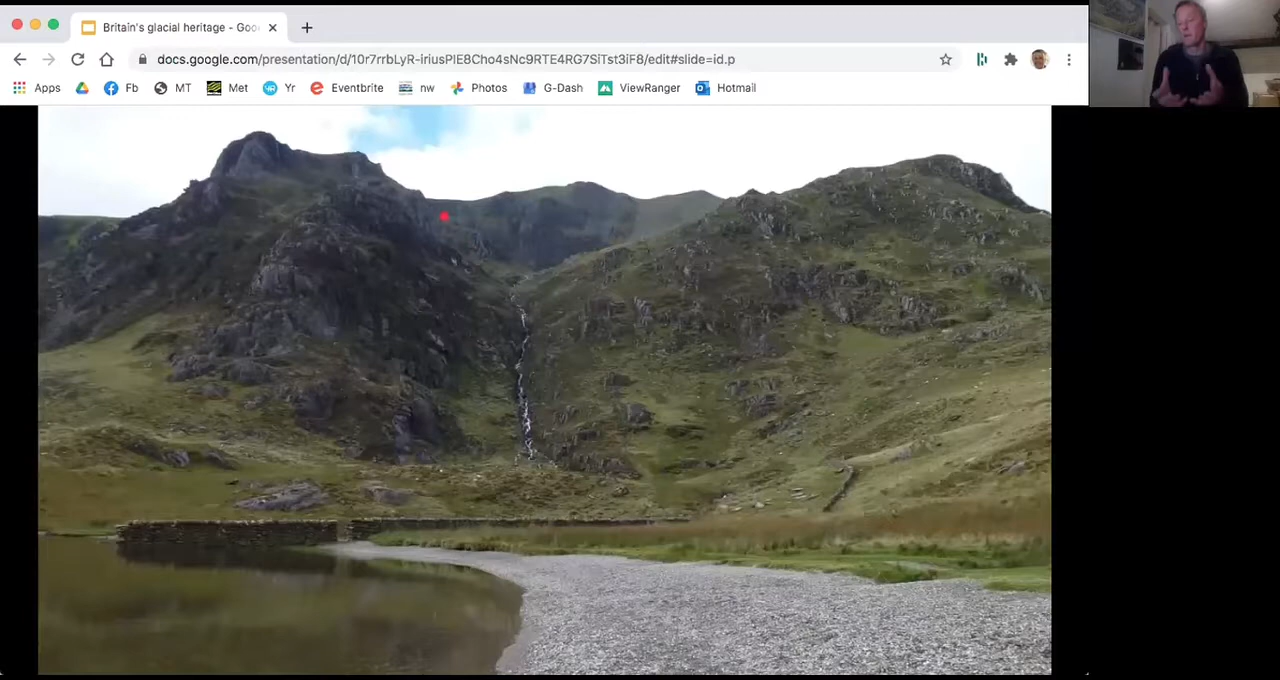 Britain's glacial heritage - Goo
docs.google.com/presentation/d/10r7rrbLyR-iriusPIE8Cho4sNc9RTE4RG7SiTst3iF8/edit#slide=id.p
Apps Fb MT Met Yr Eventbrite nw Photos G-Dash ViewRanger Hotmail